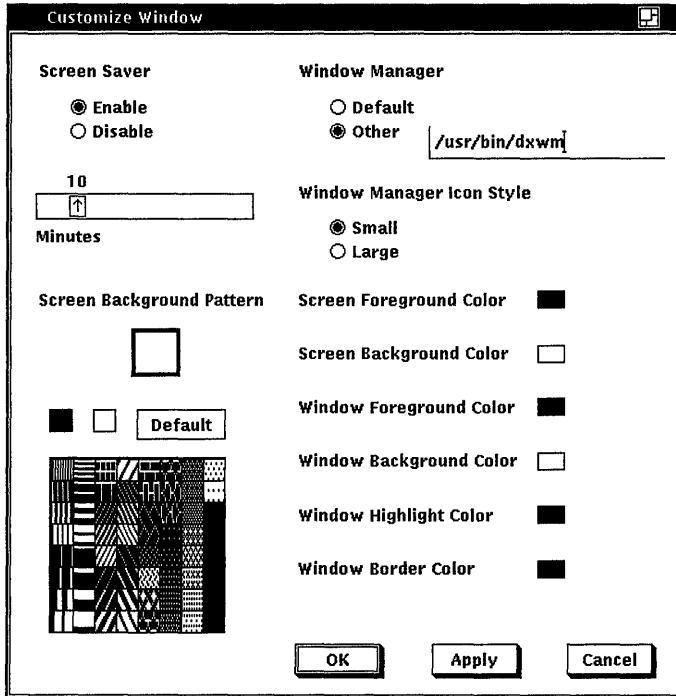 Customize Window
Screen Saver
Enable
Disable
10
Minutes
Window Manager
Default
Other
/usr/bin/dxwm
Window Manager Icon Style
Small
Large
Screen Background Pattern
Default
Screen Foreground Color
Screen Background Color
Window Foreground Color
Window Background Color
Window Highlight Color
Window Border Color
OK
Apply
Cancel